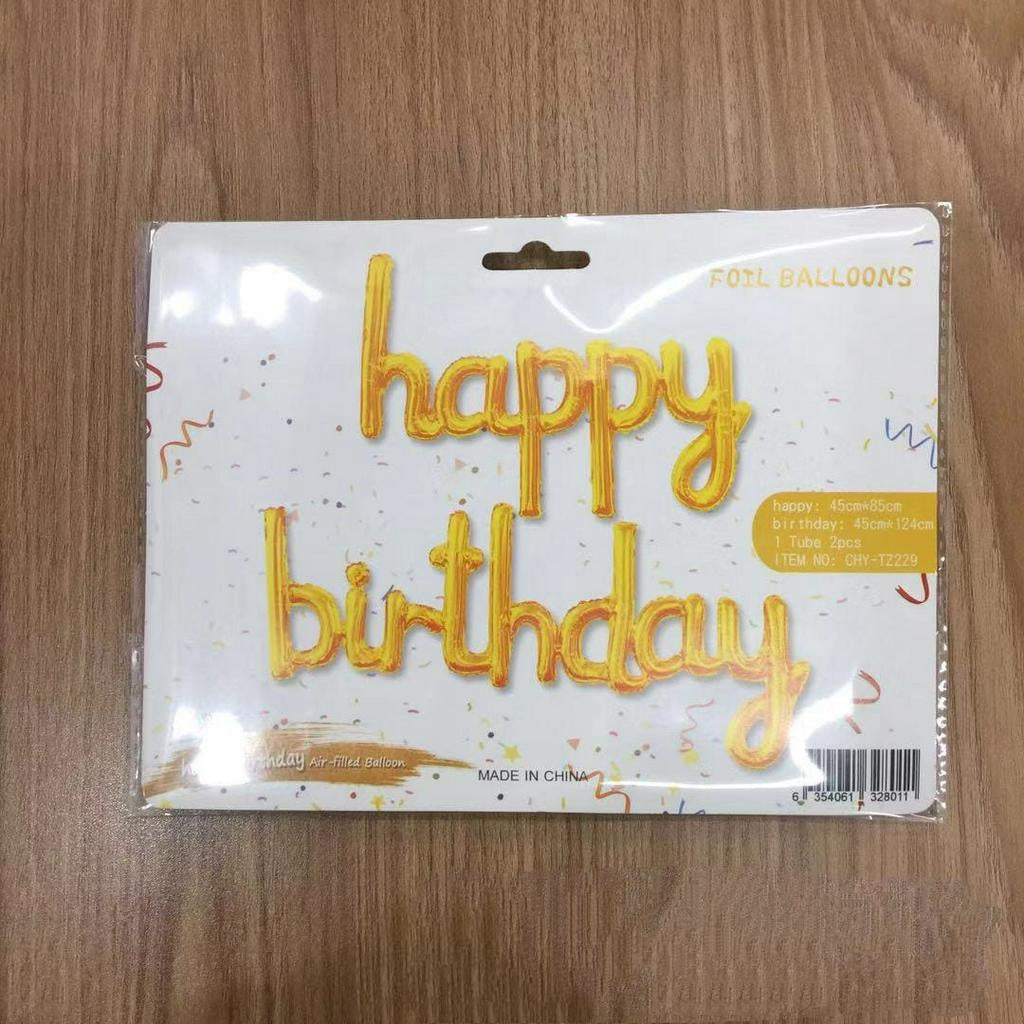 FOIL BALLOONS
happy
birthday
happy: 45cm*85cm
birthday: 45cm*124cm
1 Tube 2pcs
ITEM NO: CHY-TZ229
Air-filled Balloon
MADE IN CHINA
6 354061 328011